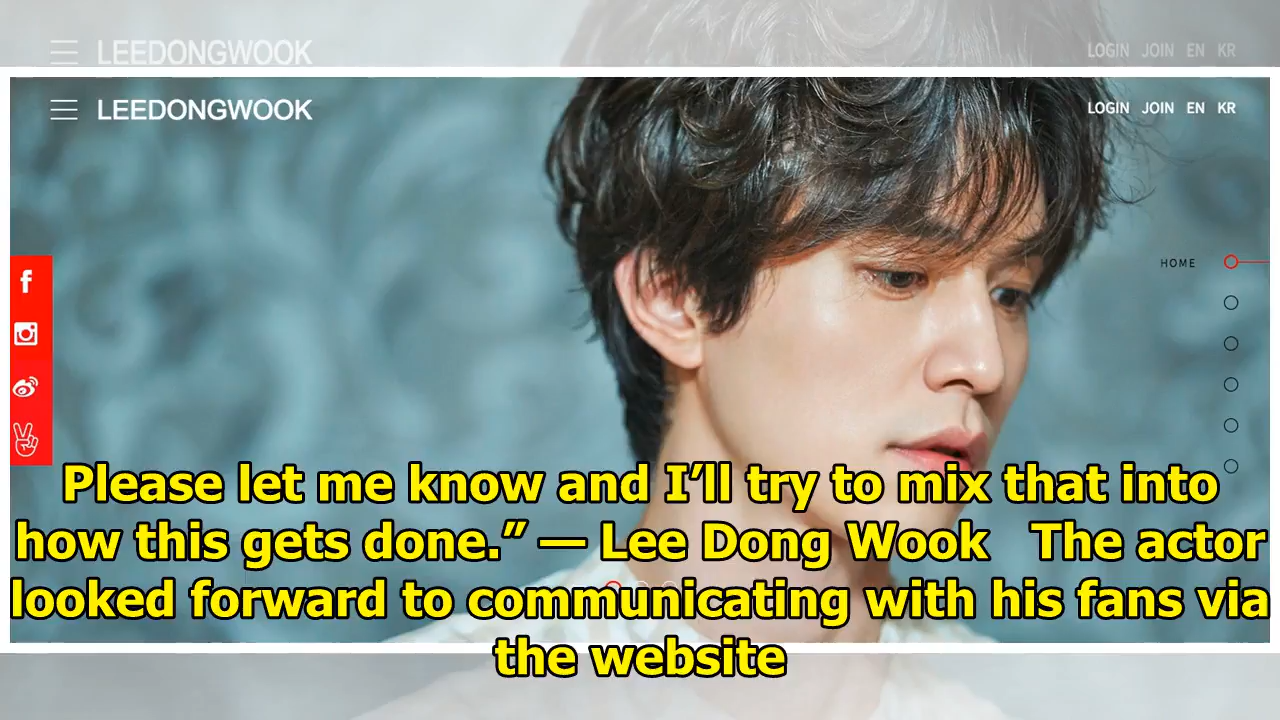 LEEDONGWOOK
LOGIN JOIN EN KR
LEEDONGWOOK
LOGIN JOIN EN KR
f
HOME
Please let me know and I’ll try to mix that into
how this gets done.” — Lee Dong Wook The actor
looked forward to communicating with his fans via
the website